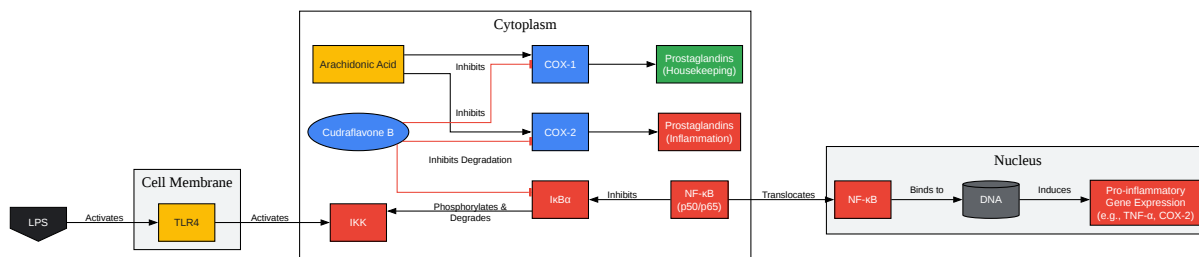 Cytoplasm
Arachidonic Acid
Inhibits
COX-1
Prostaglandins
(Housekeeping)
Inhibits
Cudraflavone B
COX-2
Prostaglandins
(Inflammation)
Inhibits Degradation
Cell Membrane
LPS
Activates
TLR4
Activates
IKK
Phosphorylates &
Degrades
IκBα
Inhibits
NF-κB
(p50/p65)
Translocates
Nucleus
NF-κB
Binds to
DNA
Induces
Pro-inflammatory
Gene Expression
(e.g., TNF-α, COX-2)